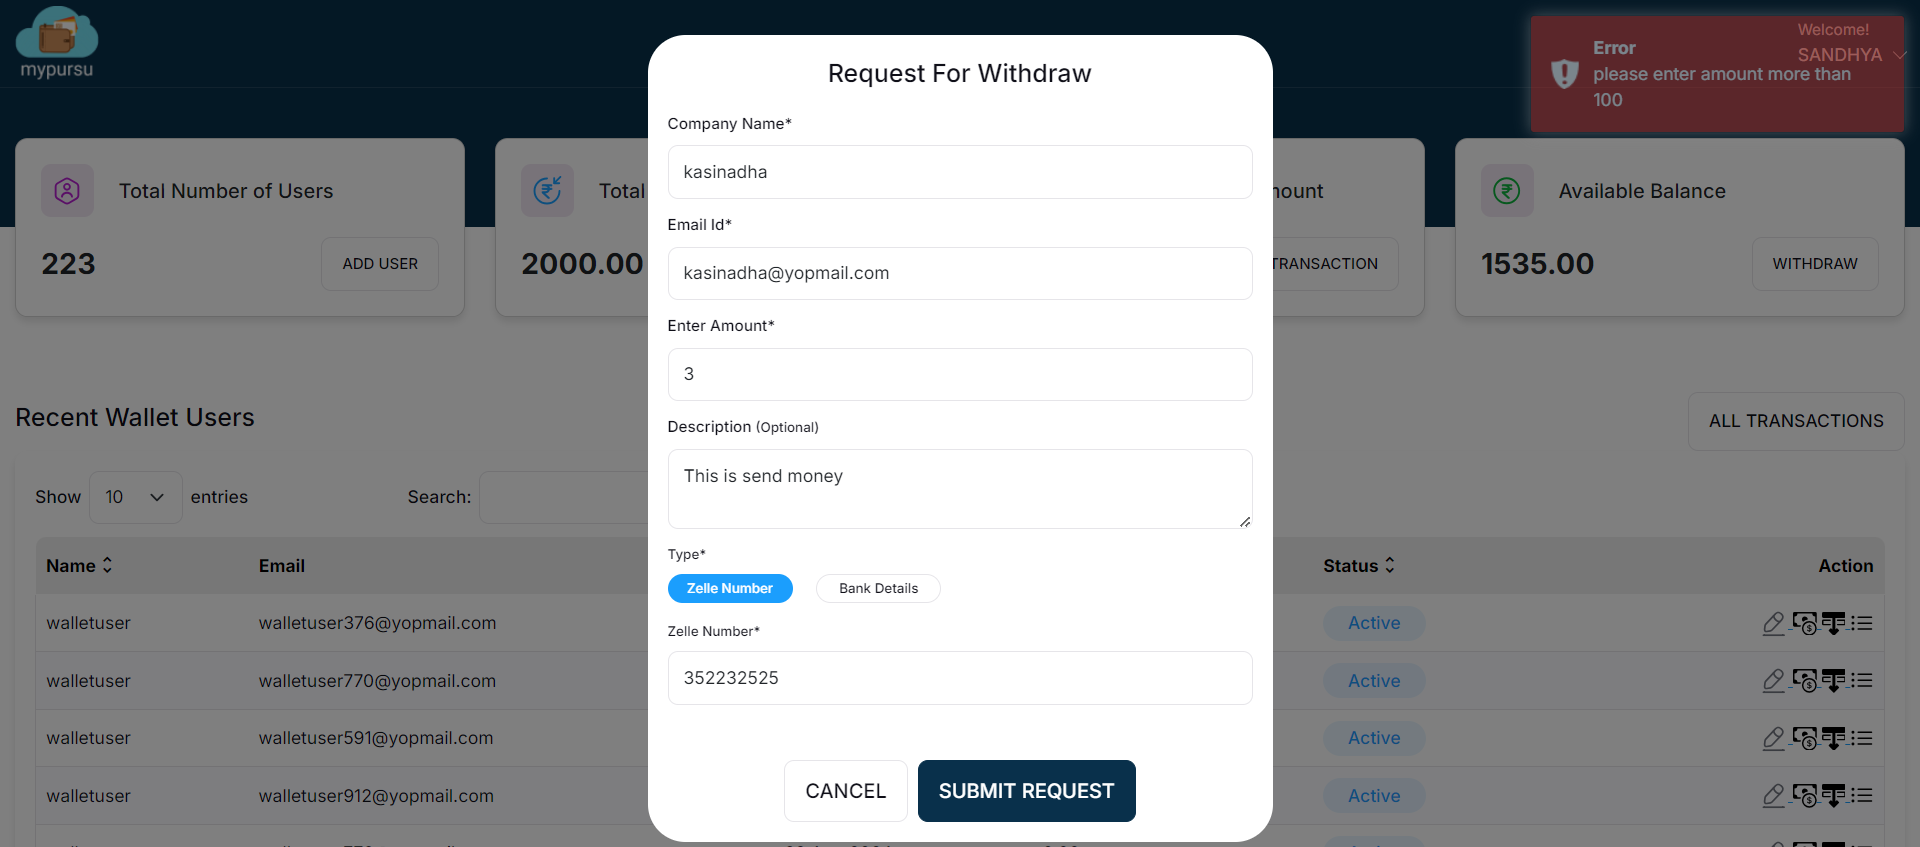 mypursu
Welcome!
SANDHYA
Error
please enter amount more than
100
Total Number of Users
223
ADD USER
Total
2000.00
TRANSACTION
Available Balance
1535.00
WITHDRAW
Request For Withdraw
Company Name*
kasinadha
Email Id*
kasinadha@yopmail.com
Enter Amount*
3
Description (Optional)
This is send money
Type*
Zelle Number
Bank Details
Zelle Number*
352232525
CANCEL
SUBMIT REQUEST
Recent Wallet Users
ALL TRANSACTIONS
Show 10 entries
Search:
Name Email Status Action
walletuser walletuser376@yopmail.com Active
walletuser walletuser770@yopmail.com Active
walletuser walletuser591@yopmail.com Active
walletuser walletuser912@yopmail.com Active